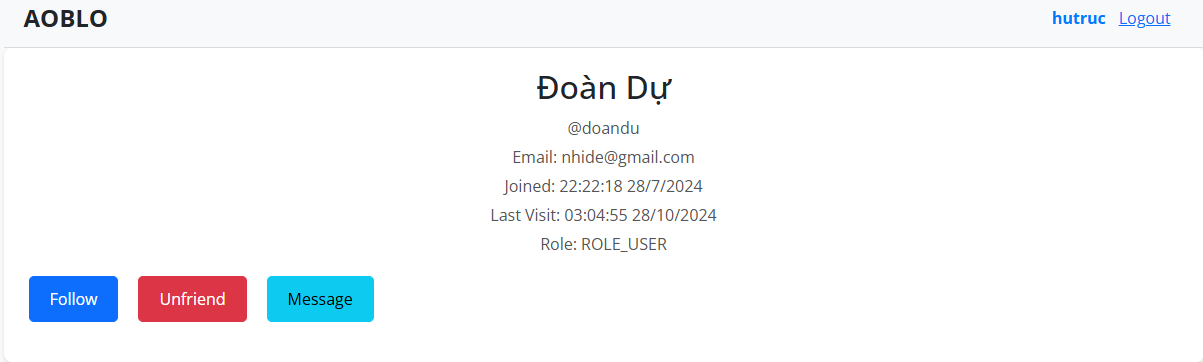 AOBLO
hutruc Logout
Đoàn Dự
@doandu
Email: nhide@gmail.com
Joined: 22:22:18 28/7/2024
Last Visit: 03:04:55 28/10/2024
Role: ROLE_USER
Follow Unfriend Message